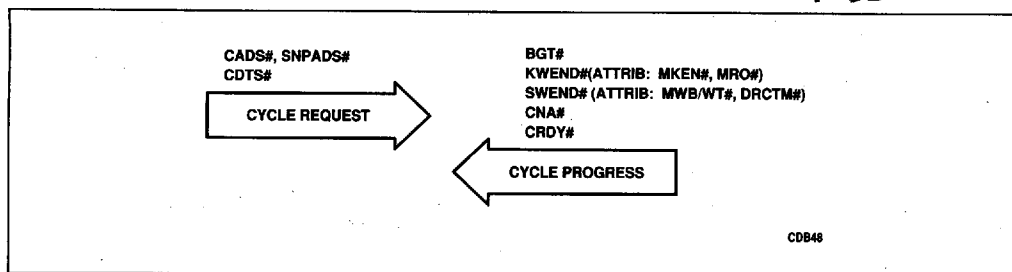 CADS#, SNPADS#
CDTS#
CYCLE REQUEST
BGT#
KWEND#(ATTRIB: MKEN#, MRO#)
SWEND# (ATTRIB: MWB/WT#, DRCTM#)
CNA#
CRDY#
CYCLE PROGRESS
CDB48